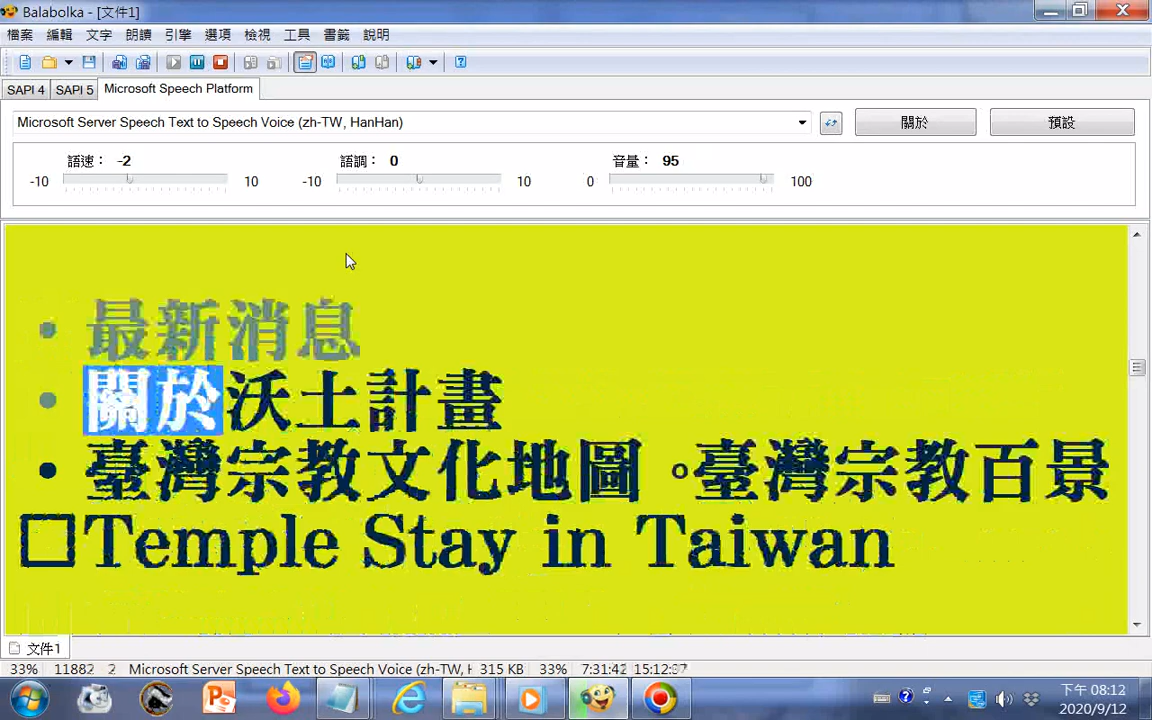 Balabolka - [文件1]
檔案 編輯 文字 朗讀 引擎 選項 檢視 工具 書籤 說明
SAPI 4 SAPI 5 Microsoft Speech Platform
Microsoft Server Speech Text to Speech Voice (zh-TW, HanHan) 關於 預設
語速： -2 語調： 0 音量： 95
-10 10 -10 10 0 100
• 最新消息
• 關於沃土計畫
• 臺灣宗教文化地圖 。臺灣宗教百景
□Temple Stay in Taiwan
文件1
33% 11882 Microsoft Server Speech Text to Speech Voice (zh-TW, H 315 KB 33% 7:31:42
下午 08:12
2020/9/12